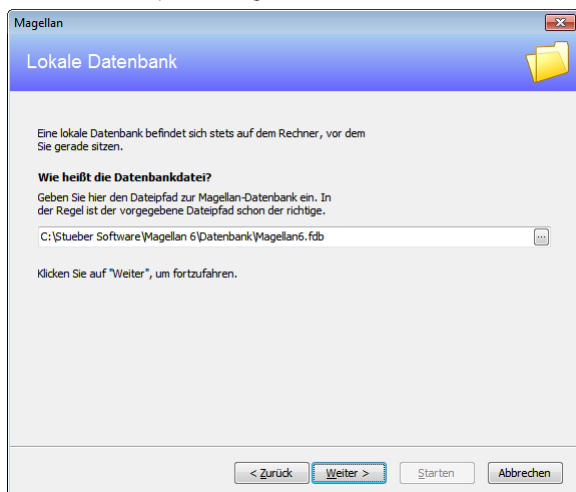 Magellan
Lokale Datenbank
Eine lokale Datenbank befindet sich stets auf dem Rechner, vor dem
Sie gerade sitzen.
Wie heißt die Datenbankdatei?
Geben Sie hier den Dateipfad zur Magellan-Datenbank ein. In
der Regel ist der vorgegebene Dateipfad schon der richtige.
C:\Stueber Software\Magellan 6\Datenbank\Magellan6.fdb
...
Klicken Sie auf "Weiter", um fortzufahren.
< Zurück Weiter > Starten Abbrechen